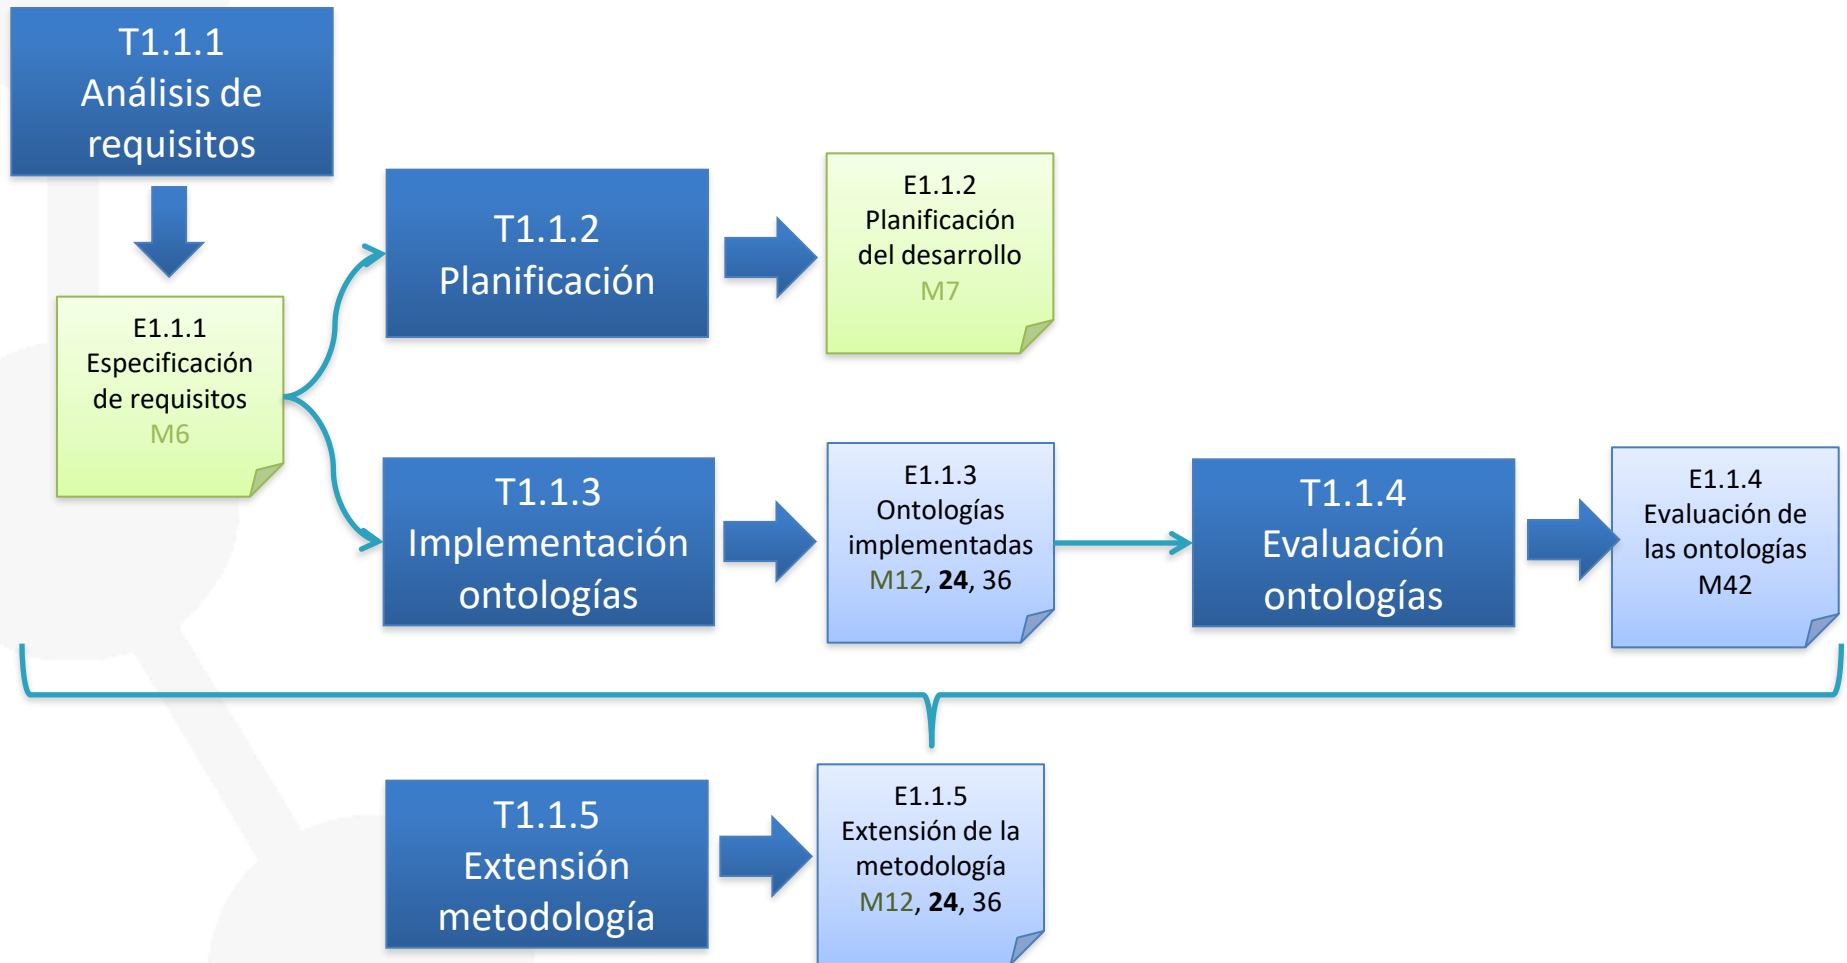 T1.1.1
Análisis de
requisitos
E1.1.1
Especificación
de requisitos
M6
T1.1.2
Planificación
E1.1.2
Planificación
del desarrollo
M7
T1.1.3
Implementación
ontologías
E1.1.3
Ontologías
implementadas
M12, 24, 36
T1.1.4
Evaluación
ontologías
E1.1.4
Evaluación de
las ontologías
M42
T1.1.5
Extensión
metodología
E1.1.5
Extensión de la
metodología
M12, 24, 36